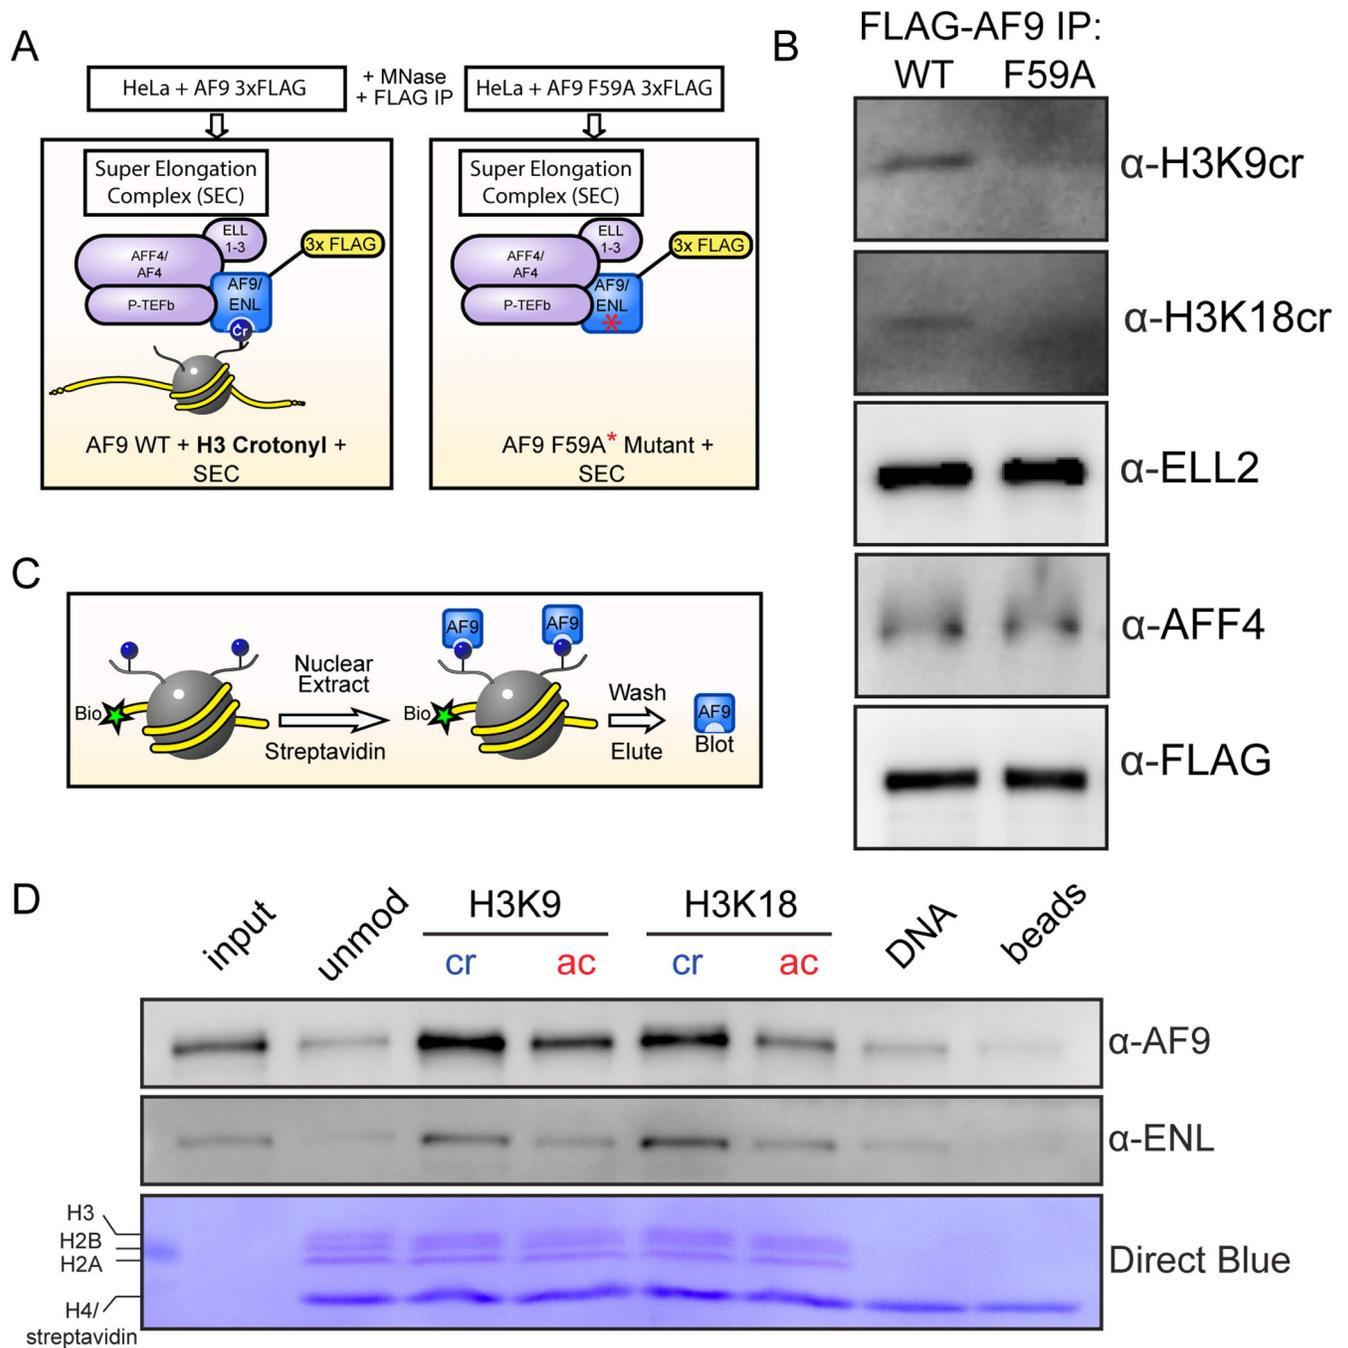 A
HeLa + AF9 3xFLAG
+ MNase
+ FLAG IP
HeLa + AF9 F59A 3xFLAG
Super Elongation
Complex (SEC)
ELL
1-3
3x FLAG
AFF4/
AF4
AF9/
ENL
P-TEFb
Cr
AF9 WT + H3 Crotonyl +
SEC
Super Elongation
Complex (SEC)
ELL
1-3
3x FLAG
AFF4/
AF4
AF9/
ENL
*
P-TEFb
AF9 F59A* Mutant +
SEC
B
FLAG-AF9 IP:
WT F59A
α-H3K9cr
α-H3K18cr
α-ELL2
α-AFF4
α-FLAG
C
Bio
Nuclear
Extract
Streptavidin
AF9 AF9
Bio
Wash
Elute
AF9
Blot
D
input unmod H3K9 H3K18 DNA beads
cr ac cr ac
α-AF9
α-ENL
H3
H2B
H2A
H4/
streptavidin
Direct Blue